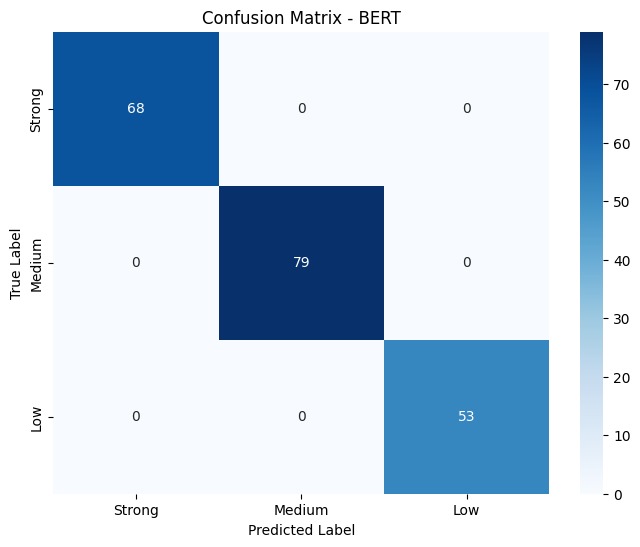 Confusion Matrix - BERT
Strong
68
0
0
Medium
0
79
0
Low
0
0
53
True Label
Strong Medium Low
Predicted Label
70
60
50
40
30
20
10
0